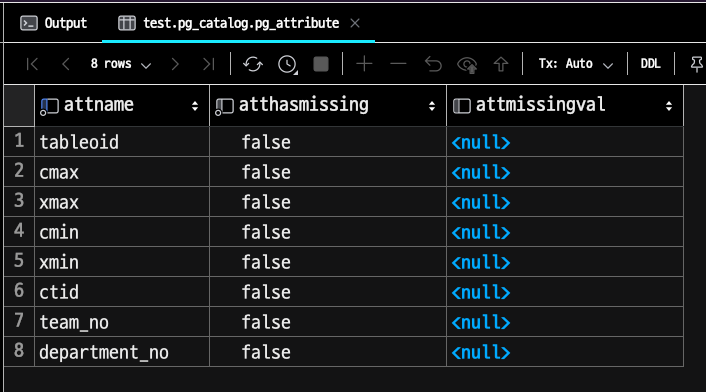 Output test.pg_catalog.pg_attribute
8 rows Tx: Auto DDL
attname atthasmissing attmissingval
1 tableoid false <null>
2 cmax false <null>
3 xmax false <null>
4 cmin false <null>
5 xmin false <null>
6 ctid false <null>
7 team_no false <null>
8 department_no false <null>